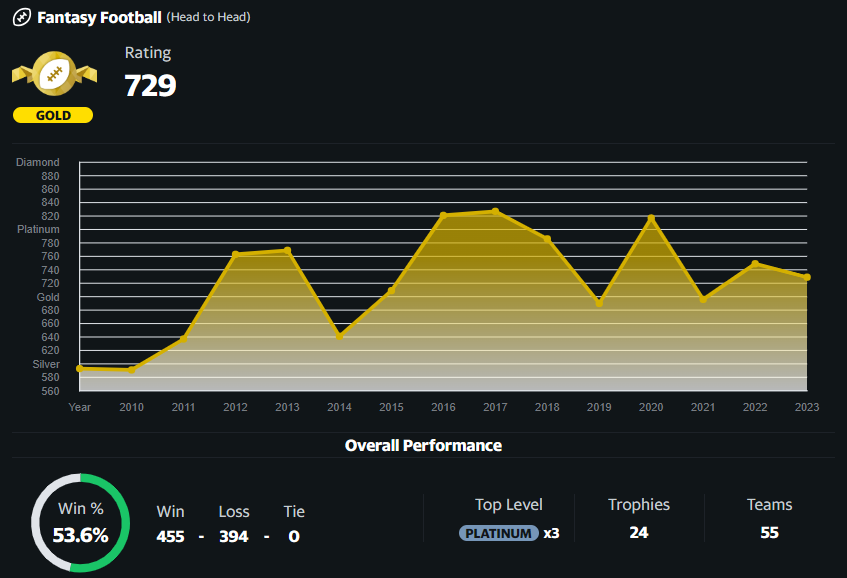 Fantasy Football (Head to Head)
Rating
729
GOLD
Diamond
880
860
840
820
Platinum
780
760
740
720
Gold
680
660
640
620
Silver
580
560
Year 2010 2011 2012 2013 2014 2015 2016 2017 2018 2019 2020 2021 2022 2023
Overall Performance
Win %
53.6%
Win Loss Tie
455 - 394 - 0
Top Level
PLATINUM x3
Trophies
24
Teams
55